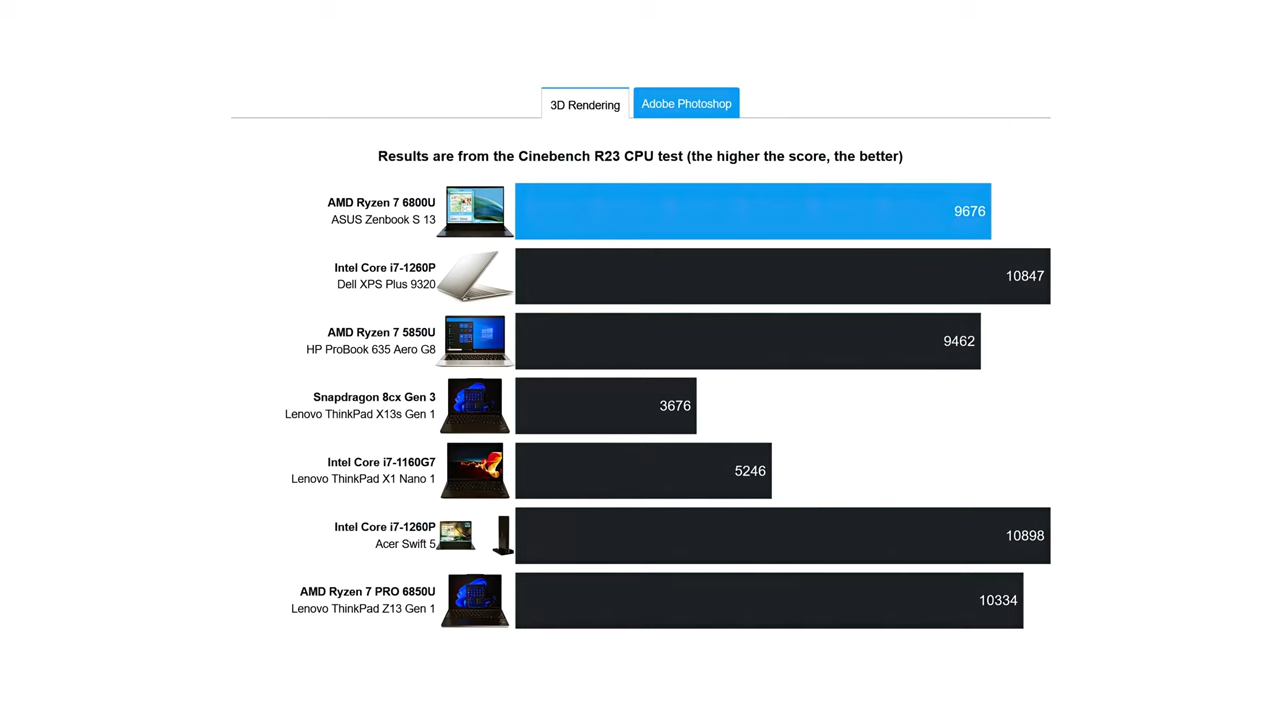 3D Rendering
Adobe Photoshop
Results are from the Cinebench R23 CPU test (the higher the score, the better)
AMD Ryzen 7 6800U
ASUS Zenbook S 13
9676
Intel Core i7-1260P
Dell XPS Plus 9320
10847
AMD Ryzen 7 5850U
HP ProBook 635 Aero G8
9462
Snapdragon 8cx Gen 3
Lenovo ThinkPad X13s Gen 1
3676
Intel Core i7-1160G7
Lenovo ThinkPad X1 Nano 1
5246
Intel Core i7-1260P
Acer Swift 5
10898
AMD Ryzen 7 PRO 6850U
Lenovo ThinkPad Z13 Gen 1
10334